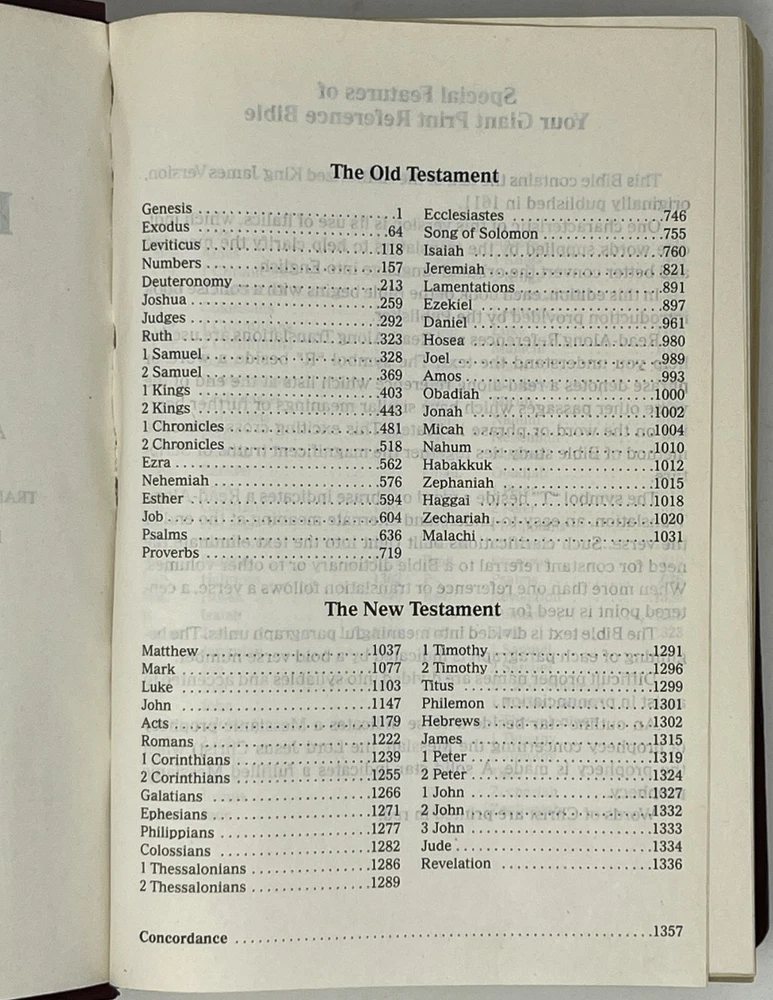 The Old Testament
Genesis ........................1
Exodus ........................64
Leviticus ........................118
Numbers ........................157
Deuteronomy ........................213
Joshua ........................259
Judges ........................292
Ruth ........................323
1 Samuel ........................328
2 Samuel ........................369
1 Kings ........................403
2 Kings ........................443
1 Chronicles ........................481
2 Chronicles ........................518
Ezra ........................562
Nehemiah ........................576
Esther ........................594
Job ........................604
Psalms ........................636
Proverbs ........................719
Ecclesiastes ........................746
Song of Solomon ........................755
Isaiah ........................760
Jeremiah ........................821
Lamentations ........................891
Ezekiel ........................897
Daniel ........................961
Hosea ........................980
Joel ........................989
Amos ........................993
Obadiah ........................1000
Jonah ........................1002
Micah ........................1004
Nahum ........................1010
Habakkuk ........................1012
Zephaniah ........................1015
Haggai ........................1018
Zechariah ........................1020
Malachi ........................1031
The New Testament
Matthew ........................1037
Mark ........................1077
Luke ........................1103
John ........................1147
Acts ........................1179
Romans ........................1222
1 Corinthians ........................1239
2 Corinthians ........................1255
Galatians ........................1266
Ephesians ........................1271
Philippians ........................1277
Colossians ........................1282
1 Thessalonians ........................1286
2 Thessalonians ........................1289
1 Timothy ........................1291
2 Timothy ........................1296
Titus ........................1299
Philemon ........................1301
Hebrews ........................1302
James ........................1315
1 Peter ........................1319
2 Peter ........................1324
1 John ........................1327
2 John ........................1332
3 John ........................1333
Jude ........................1334
Revelation ........................1336
Concordance ........................1357